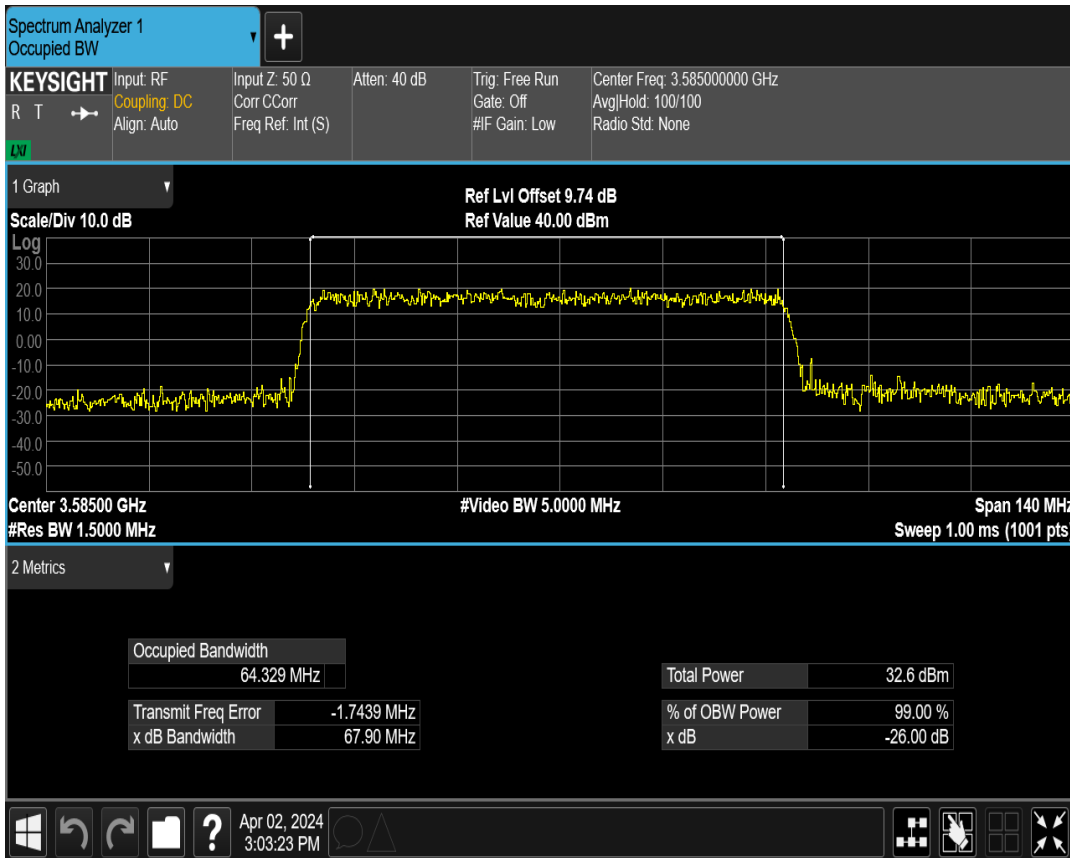 Spectrum Analyzer 1
Occupied BW
+
KEYSIGHT
R T
LXI
Input: RF
Coupling: DC
Align: Auto
Input Z: 50 Ω
Corr CCorr
Freq Ref: Int (S)
Atten: 40 dB
Trig: Free Run
Gate: Off
#IF Gain: Low
Center Freq: 3.585000000 GHz
Avg|Hold: 100/100
Radio Std: None
1 Graph
Scale/Div 10.0 dB
Ref Lvl Offset 9.74 dB
Ref Value 40.00 dBm
Log
30.0
20.0
10.0
0.00
-10.0
-20.0
-30.0
-40.0
-50.0
Center 3.58500 GHz
#Video BW 5.0000 MHz
Span 140 MHz
#Res BW 1.5000 MHz
Sweep 1.00 ms (1001 pts)
2 Metrics
Occupied Bandwidth
64.329 MHz
Transmit Freq Error -1.7439 MHz
x dB Bandwidth 67.90 MHz
Total Power 32.6 dBm
% of OBW Power 99.00 %
x dB -26.00 dB
?
Apr 02, 2024
3:03:23 PM